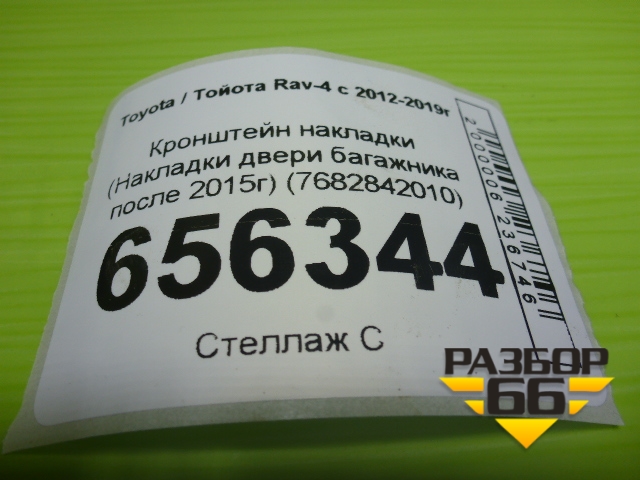 Toyota / Тойота Rav-4 с 2012-2019г
Кронштейн накладки
(Накладки двери багажника
после 2015г) (7682842010)
656344
Стеллаж С
2000006236746
РАЗБОР
66